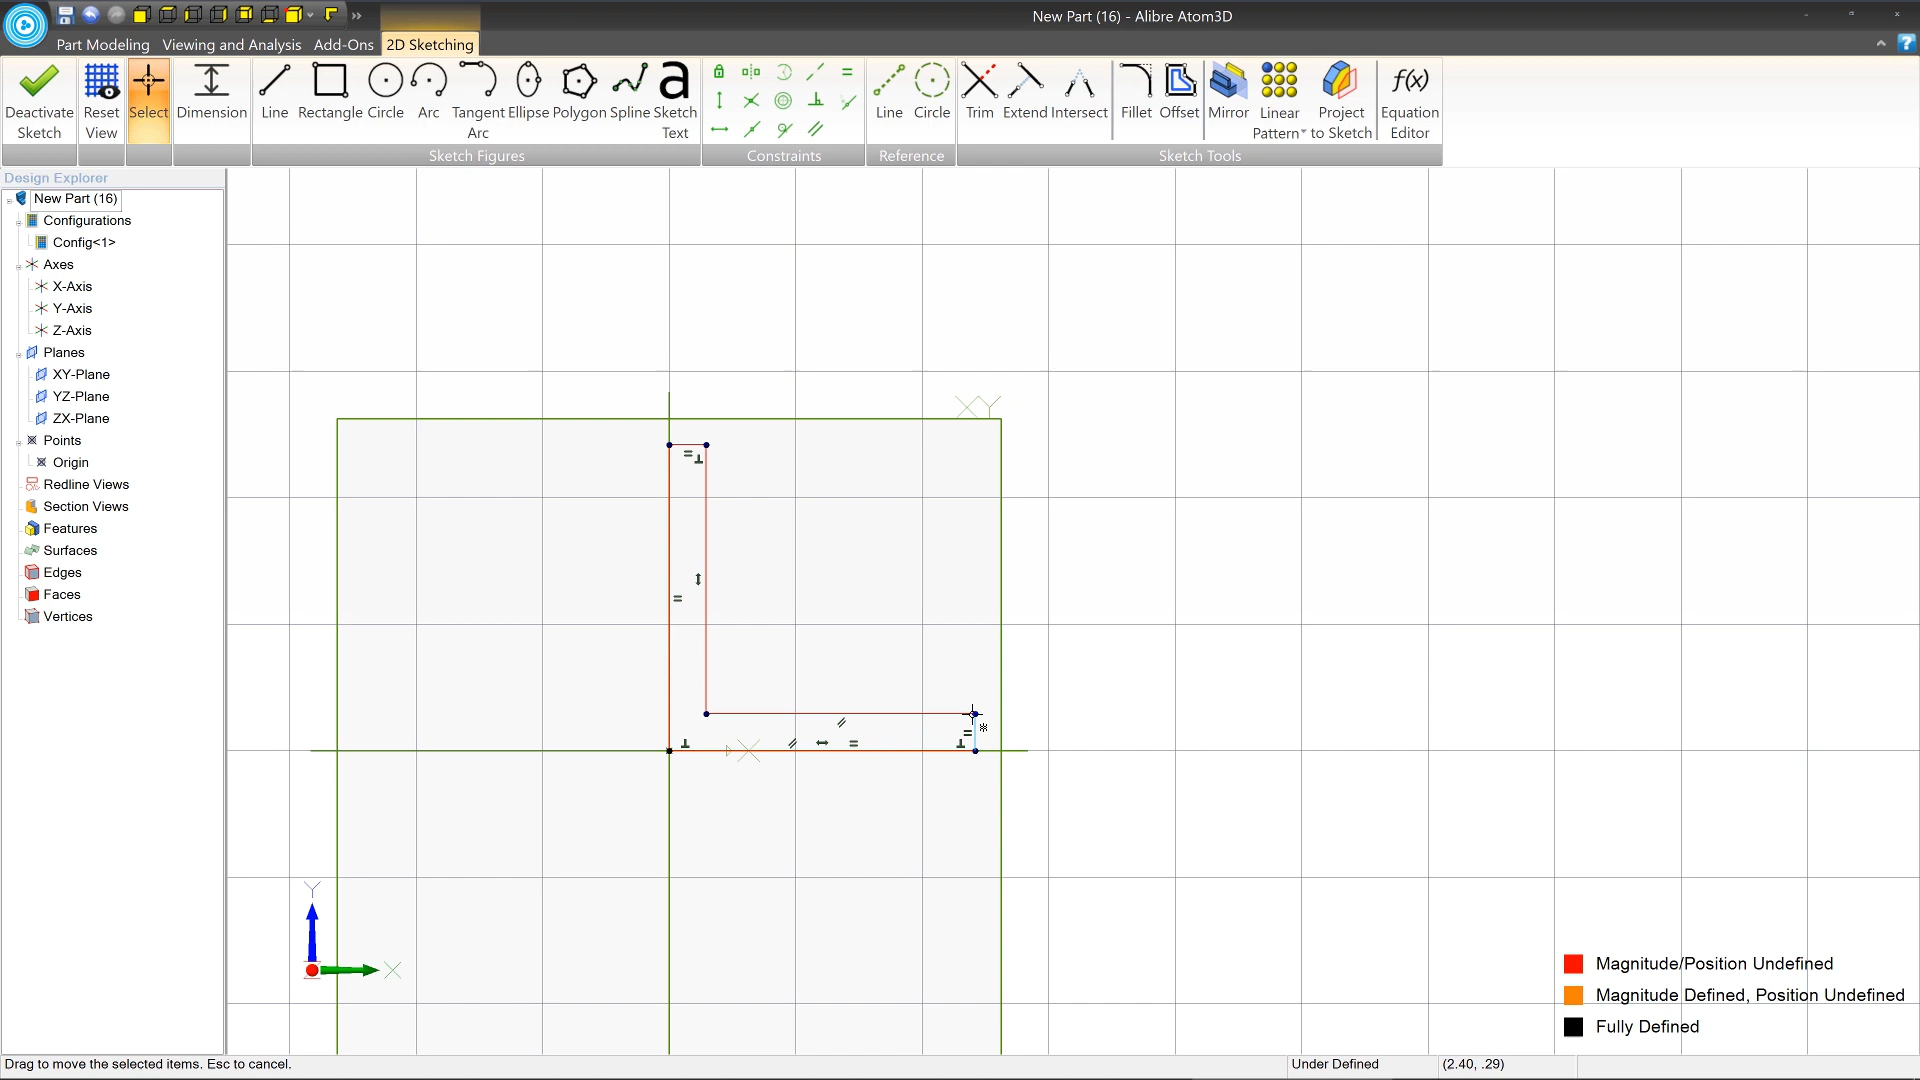 New Part (16) - Alibre Atom3D
Part Modeling Viewing and Analysis Add-Ons 2D Sketching
Deactivate Sketch
Reset View
Select
Dimension
Line
Rectangle
Circle
Arc
Tangent Arc
Ellipse
Polygon
Spline
Sketch Text
Line
Circle
Trim
Extend
Intersect
Fillet
Offset
Mirror
Linear Pattern
Project to Sketch
f(x)
Equation Editor
Sketch Figures
Constraints
Reference
Sketch Tools
Design Explorer
New Part (16)
Configurations
Config<1>
Axes
X-Axis
Y-Axis
Z-Axis
Planes
XY-Plane
YZ-Plane
ZX-Plane
Points
Origin
Redline Views
Section Views
Features
Surfaces
Edges
Faces
Vertices
XY
X
Y
X
Magnitude/Position Undefined
Magnitude Defined, Position Undefined
Fully Defined
Drag to move the selected items. Esc to cancel.
Under Defined
(2.40, .29)